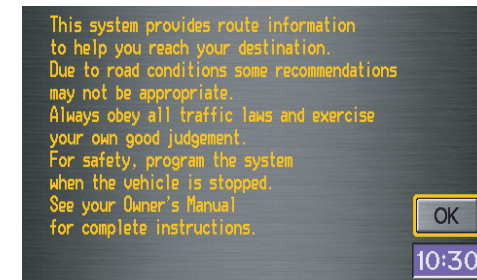 This system provides route information
to help you reach your destination.
Due to road conditions some recommendations
may not be appropriate.
Always obey all traffic laws and exercise
your own good judgement.
For safety, program the system
when the vehicle is stopped.
See your Owner's Manual
for complete instructions.
OK
10:30